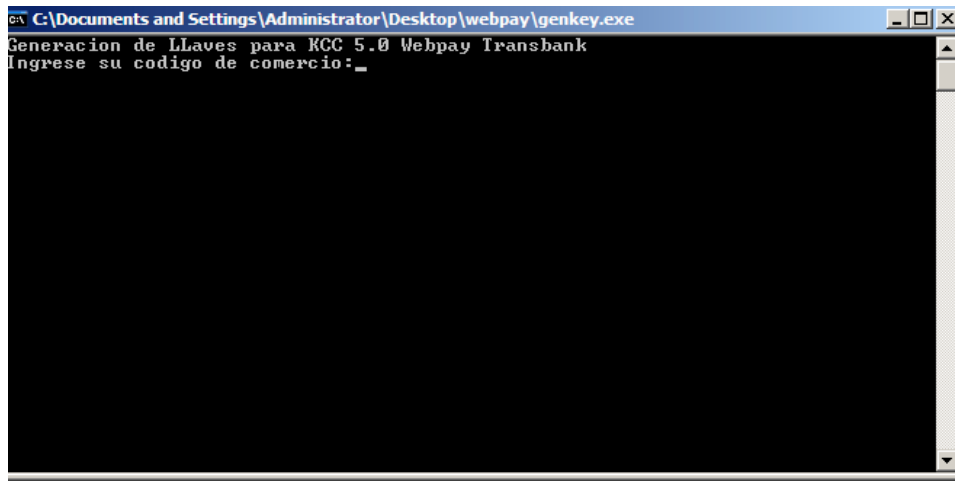 C:\Documents and Settings\Administrator\Desktop\webpay\genkey.exe
Generacion de LLaves para KCC 5.0 Webpay Transbank
Ingrese su codigo de comercio:_